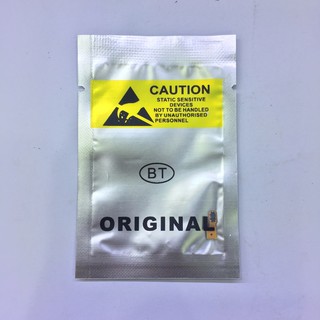 CAUTION
STATIC SENSITIVE
DEVICES
NOT TO BE HANDLED
BY UNAUTHORISED
PERSONNEL
BT
ORIGINAL